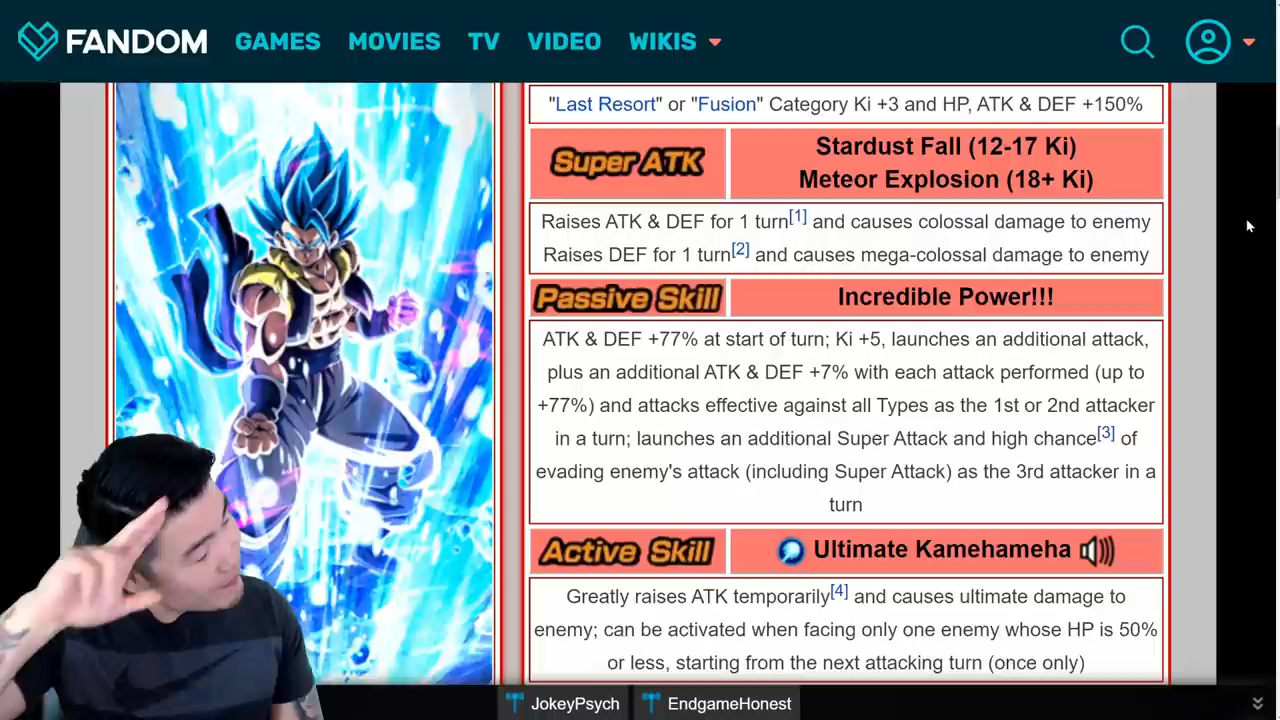 FANDOM GAMES MOVIES TV VIDEO WIKIS
"Last Resort" or "Fusion" Category Ki +3 and HP, ATK & DEF +150%
Super ATK
Stardust Fall (12-17 Ki)
Meteor Explosion (18+ Ki)
Raises ATK & DEF for 1 turn[1] and causes colossal damage to enemy
Raises DEF for 1 turn[2] and causes mega-colossal damage to enemy
Passive Skill
Incredible Power!!!
ATK & DEF +77% at start of turn; Ki +5, launches an additional attack,
plus an additional ATK & DEF +7% with each attack performed (up to
+77%) and attacks effective against all Types as the 1st or 2nd attacker
in a turn; launches an additional Super Attack and high chance[3] of
evading enemy's attack (including Super Attack) as the 3rd attacker in a
turn
Active Skill
Ultimate Kamehameha
Greatly raises ATK temporarily[4] and causes ultimate damage to
enemy; can be activated when facing only one enemy whose HP is 50%
or less, starting from the next attacking turn (once only)
JokeyPsych
EndgameHonest